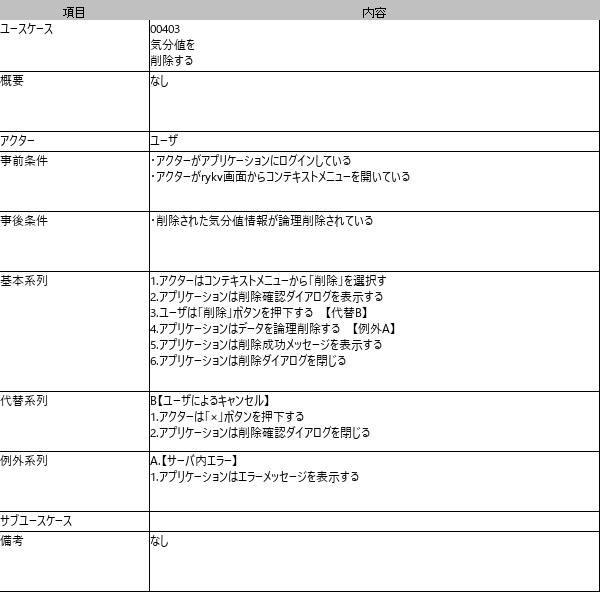 項目 内容
ユースケース 00403
気分値を
削除する
概要 なし
アクター ユーザ
事前条件 ・アクターがアプリケーションにログインしている
・アクターがrykv画面からコンテキストメニューを開いている
事後条件 ・削除された気分値情報が論理削除されている
基本系列 1.アクターはコンテキストメニューから「削除」を選択す
2.アプリケーションは削除確認ダイアログを表示する
3.ユーザは「削除」ボタンを押下する 【代替B】
4.アプリケーションはデータを論理削除する 【例外A】
5.アプリケーションは削除成功メッセージを表示する
6.アプリケーションは削除ダイアログを閉じる
代替系列 B【ユーザによるキャンセル】
1.アクターは「×」ボタンを押下する
2.アプリケーションは削除確認ダイアログを閉じる
例外系列 A.【サーバ内エラー】
1.アプリケーションはエラーメッセージを表示する
サブユースケース
備考 なし